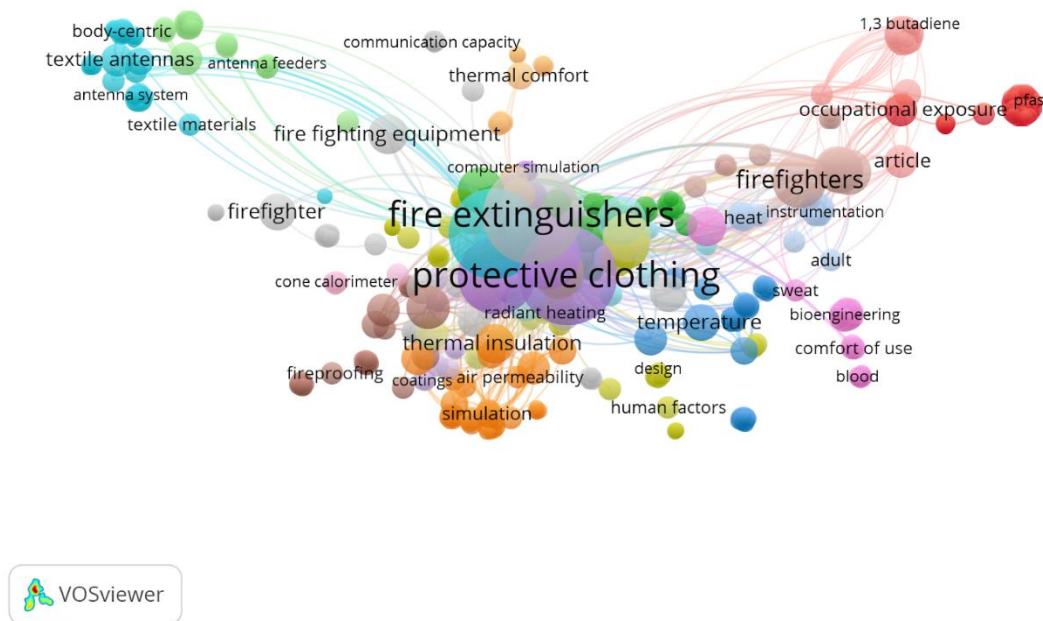 body-centric
textile antennas
antenna feeders
antenna system
textile materials
communication capacity
thermal comfort
fire fighting equipment
computer simulation
1,3 butadiene
occupational exposure
pfas
article
firefighters
firefighter
fire extinguishers
heat
instrumentation
adult
cone calorimeter
protective clothing
radiant heating
sweat
temperature
bioengineering
thermal insulation
comfort of use
fireproofing
coatings
air permeability
design
blood
simulation
human factors
VOSviewer